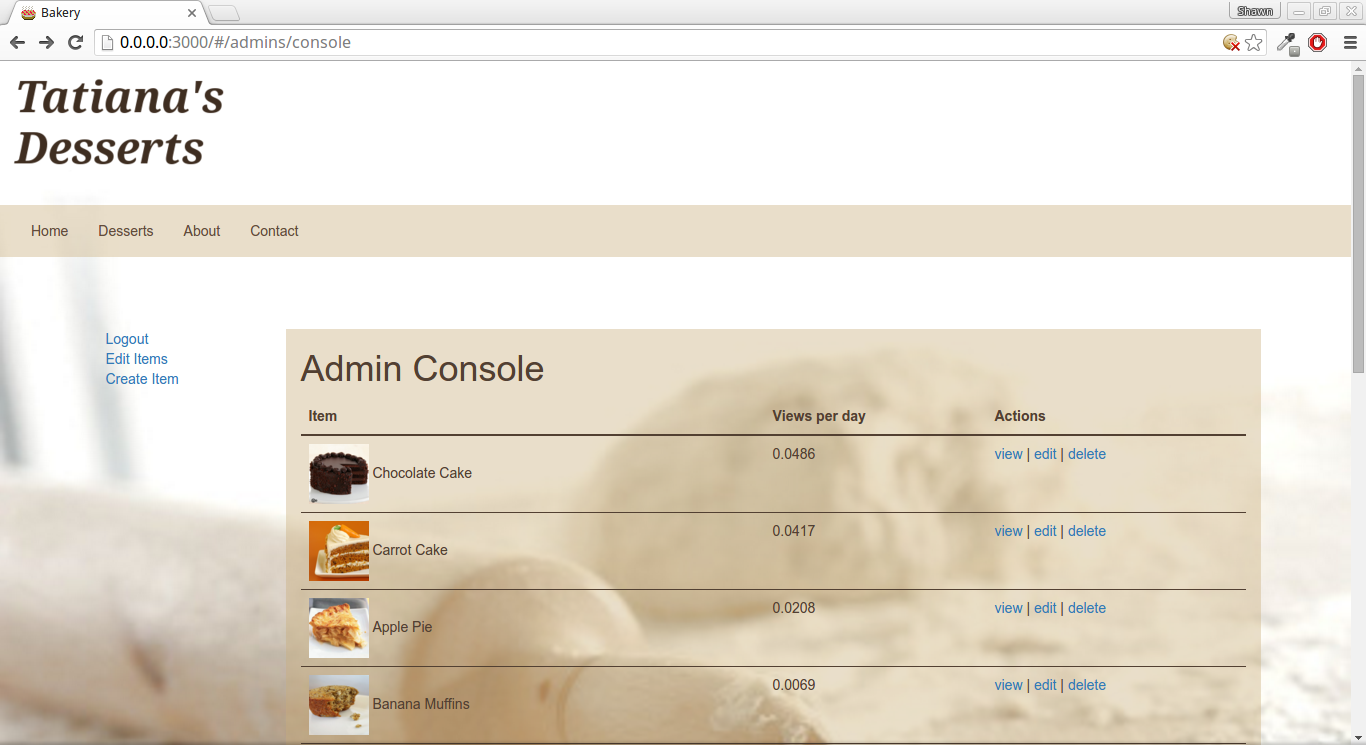 Bakery
Shawn
0.0.0.0:3000/#/admins/console
Tatiana's
Desserts
Home Desserts About Contact
Logout
Edit Items
Create Item
Admin Console
Item Views per day Actions
Chocolate Cake 0.0486 view | edit | delete
Carrot Cake 0.0417 view | edit | delete
Apple Pie 0.0208 view | edit | delete
Banana Muffins 0.0069 view | edit | delete